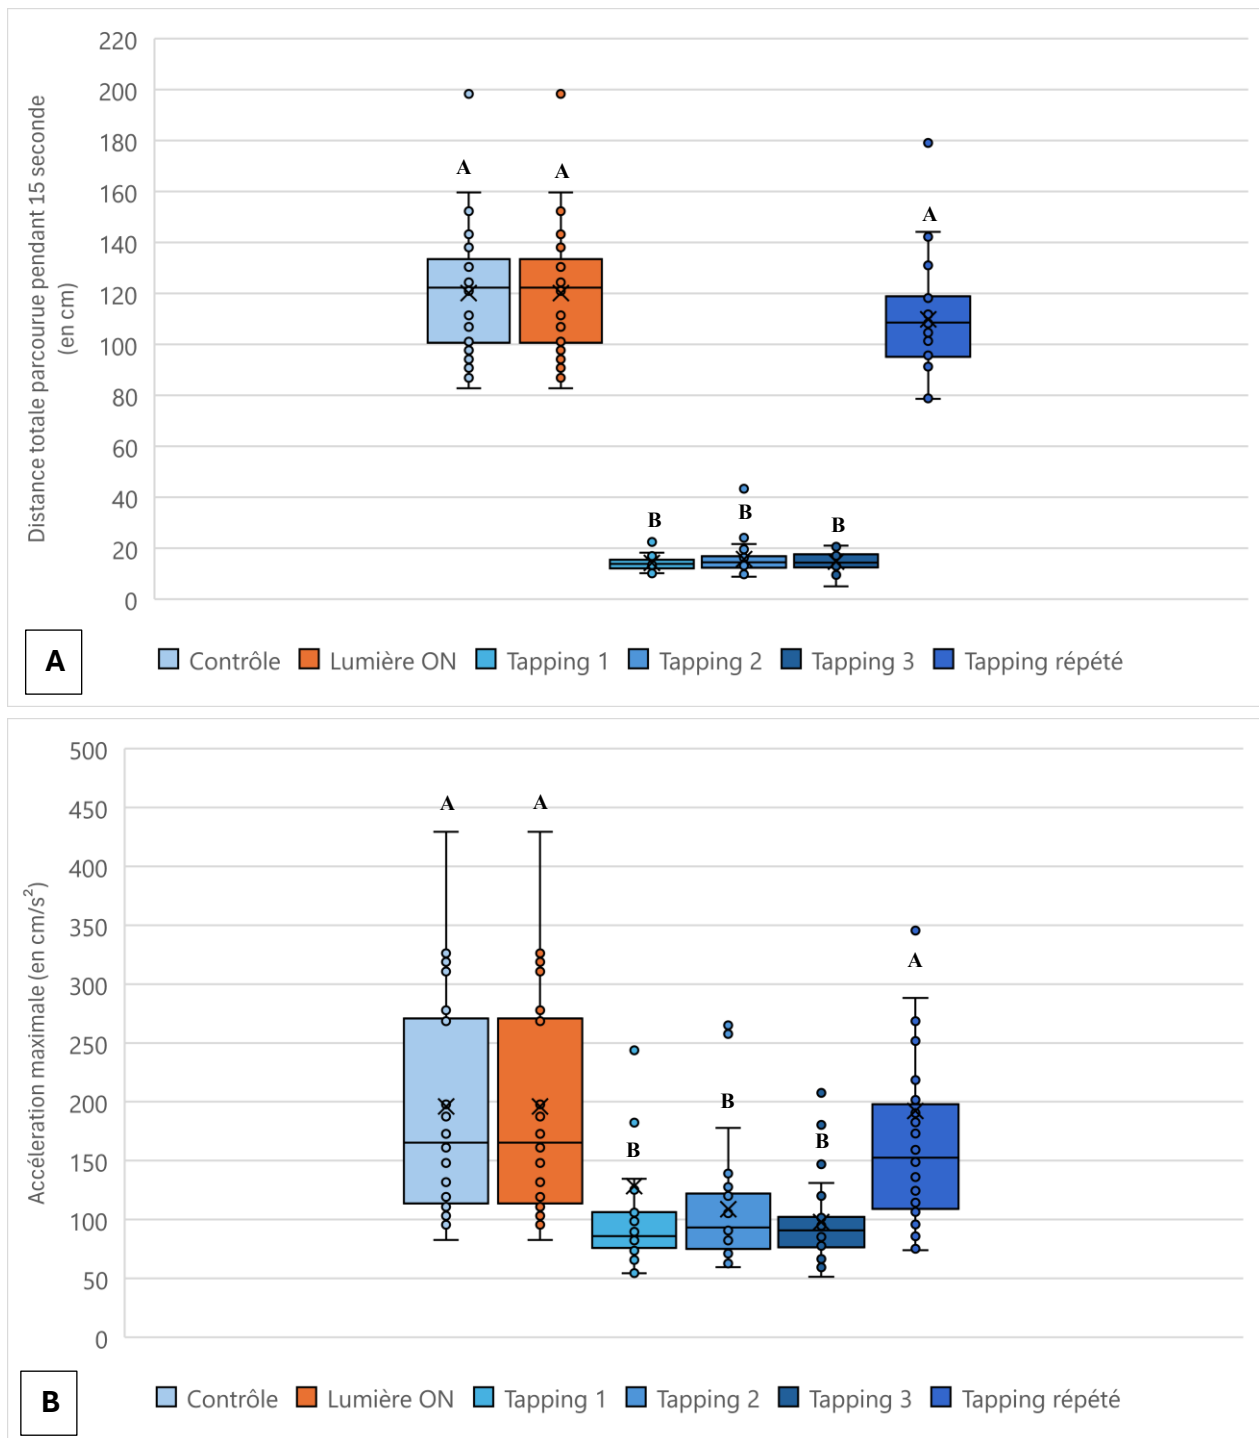 Distance totale parcourue pendant 15 seconde
(en cm)
220
200
180
160
140
120
100
80
60
40
20
0
A
A
B
B
B
A
A
Contrôle
Lumière ON
Tapping 1
Tapping 2
Tapping 3
Tapping répété
Accéleration maximale (en cm/s²)
500
450
400
350
300
250
200
150
100
50
0
A
A
B
B
B
A
B
Contrôle
Lumière ON
Tapping 1
Tapping 2
Tapping 3
Tapping répété